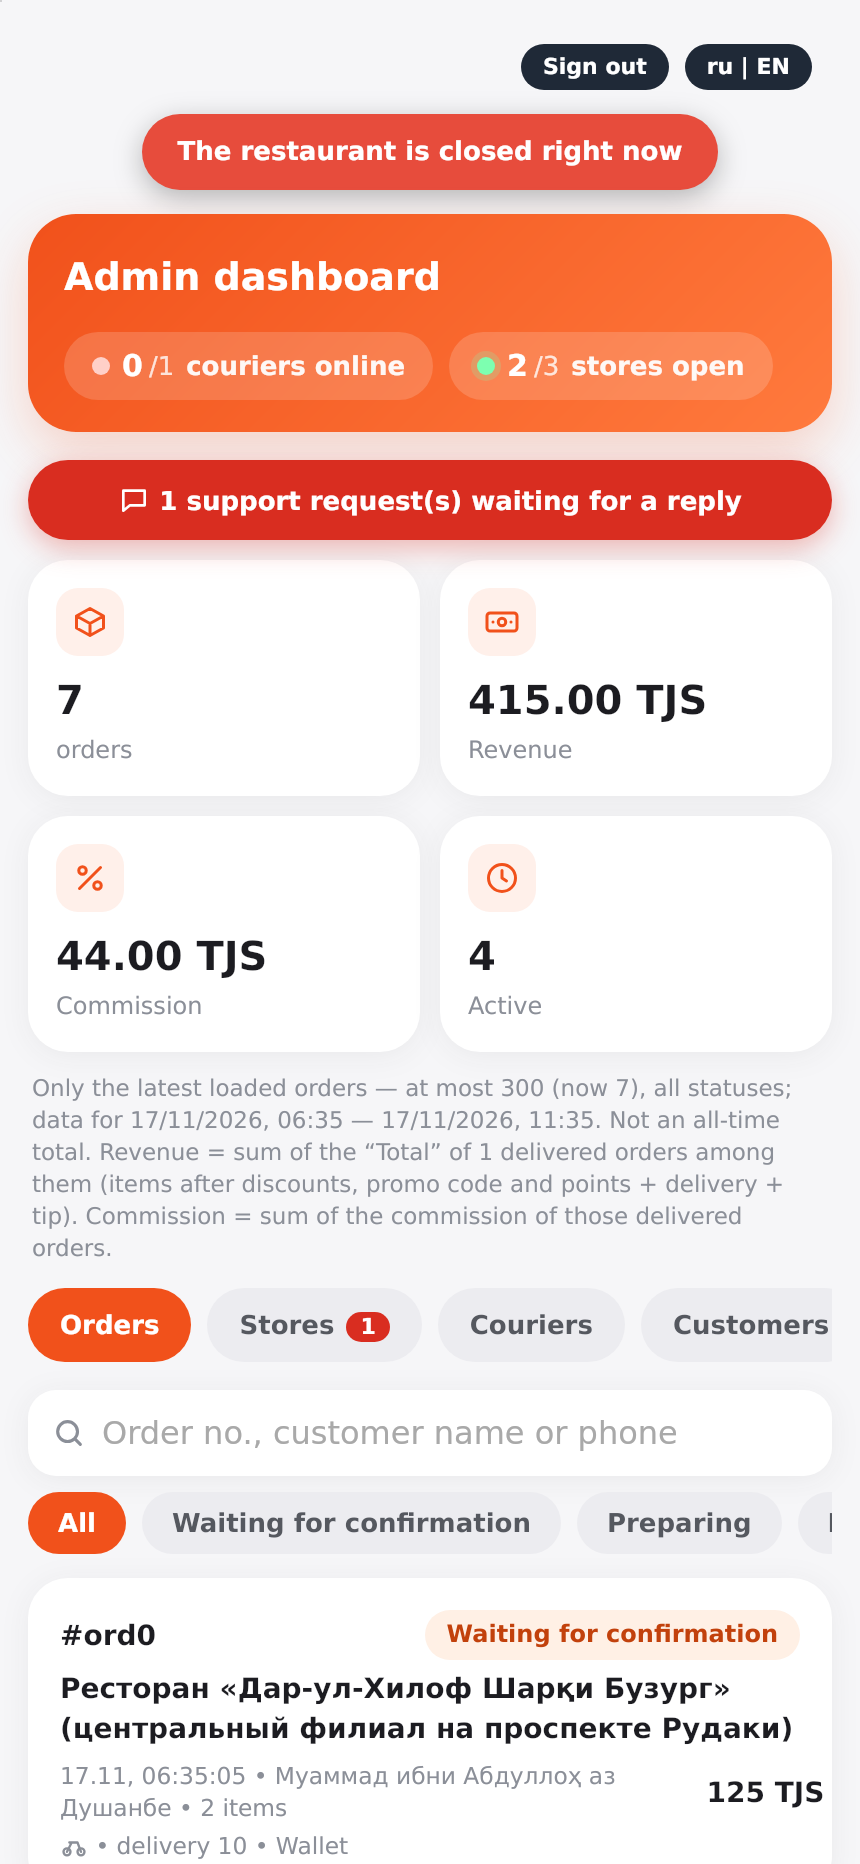 Sign out
ru | EN
The restaurant is closed right now
Admin dashboard
0 /1 couriers online
2 /3 stores open
1 support request(s) waiting for a reply
7
orders
415.00 TJS
Revenue
44.00 TJS
Commission
4
Active
Only the latest loaded orders — at most 300 (now 7), all statuses;
data for 17/11/2026, 06:35 — 17/11/2026, 11:35. Not an all-time
total. Revenue = sum of the “Total” of 1 delivered orders among
them (items after discounts, promo code and points + delivery +
tip). Commission = sum of the commission of those delivered
orders.
Orders
Stores 1
Couriers
Customers
Order no., customer name or phone
All
Waiting for confirmation
Preparing
#ord0
Waiting for confirmation
Ресторан «Дар-ул-Хилоф Шарқи Бузург»
(центральный филиал на проспекте Рудаки)
17.11, 06:35:05 • Муаммад ибни Абдуллоҳ аз
Душанбе • 2 items
125 TJS
• delivery 10 • Wallet